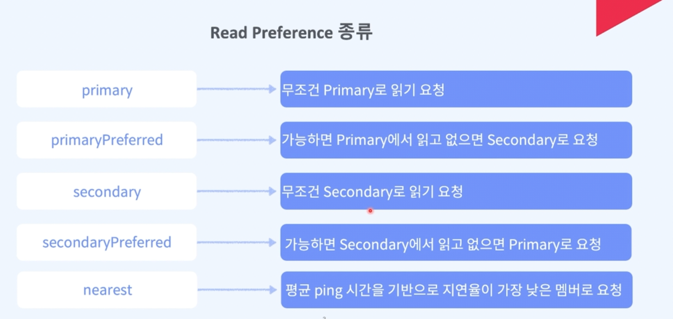 Read Preference 종류
primary
무조건 Primary로 읽기 요청
primaryPreferred
가능하면 Primary에서 읽고 없으면 Secondary로 요청
secondary
무조건 Secondary로 읽기 요청
secondaryPreferred
가능하면 Secondary에서 읽고 없으면 Primary로 요청
nearest
평균 ping 시간을 기반으로 지연율이 가장 낮은 멤버로 요청